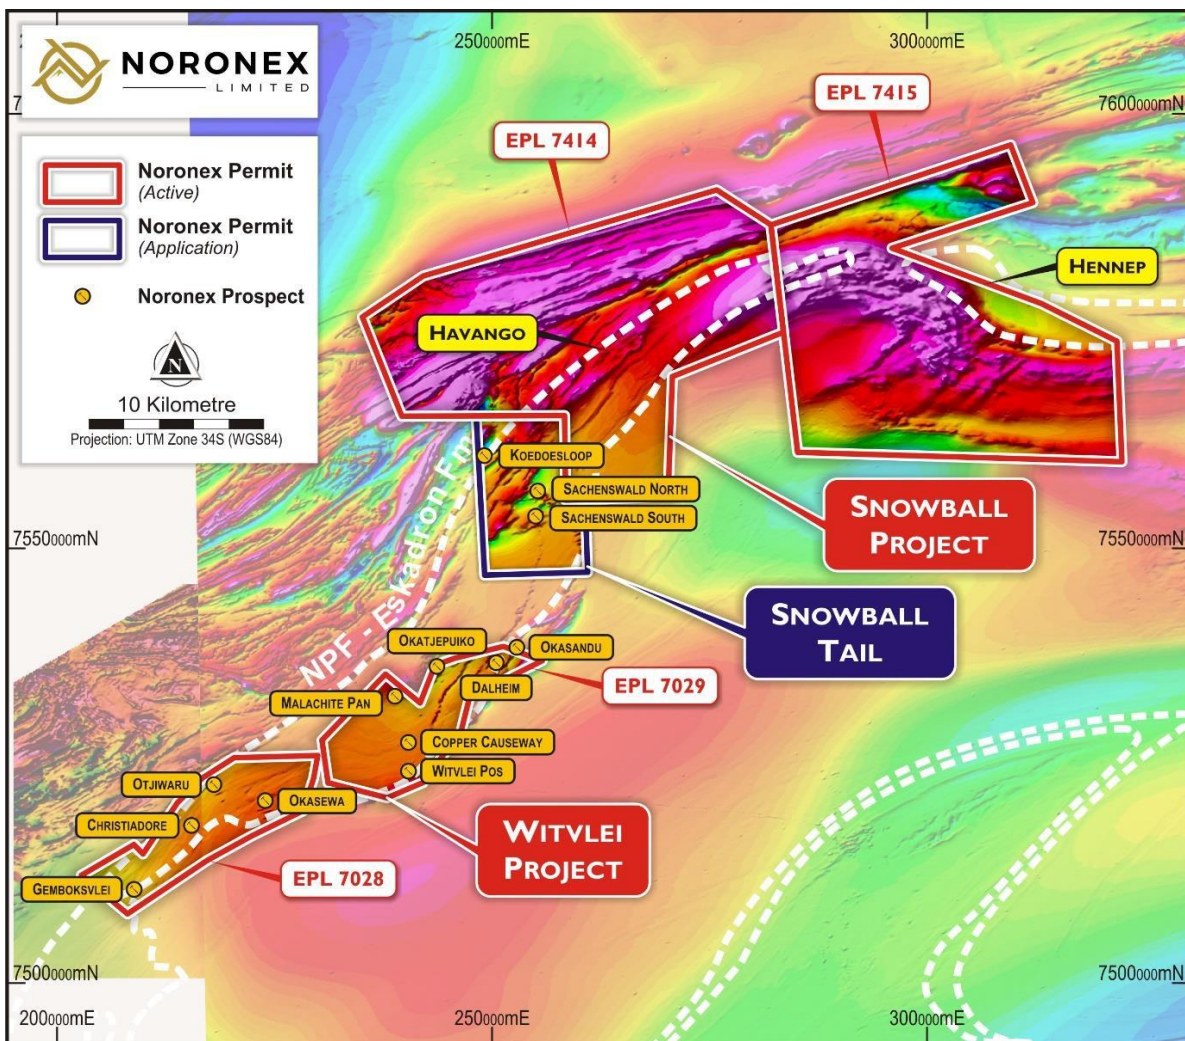 250000mE
300000mE
NORONEX
LIMITED
7
7600000mN
EPL 7415
EPL 7414
Noronex Permit
(Active)
Noronex Permit
(Application)
Noronex Prospect
N
10 Kilometre
Projection: UTM Zone 34S (WGS84)
HENNEP
HAVANGO
KOEDOESLOOP
SACHENSWALD NORTH
SACHENSWALD SOUTH
SNOWBALL
PROJECT
7550000mN
7550000mN
NPF - Eskadron Fm
SNOWBALL
TAIL
OKATJEPUIKO
OKASANDU
DALHEIM
EPL 7029
MALACHITE PAN
COPPER CAUSEWAY
WITVLEI POS
OTJIWARU
OKASEWA
CHRISTIADORE
WITVLEI
PROJECT
EPL 7028
GEMBOKSVLEI
7500000mN
7500000mN
200000mE
250000mE
300000mE